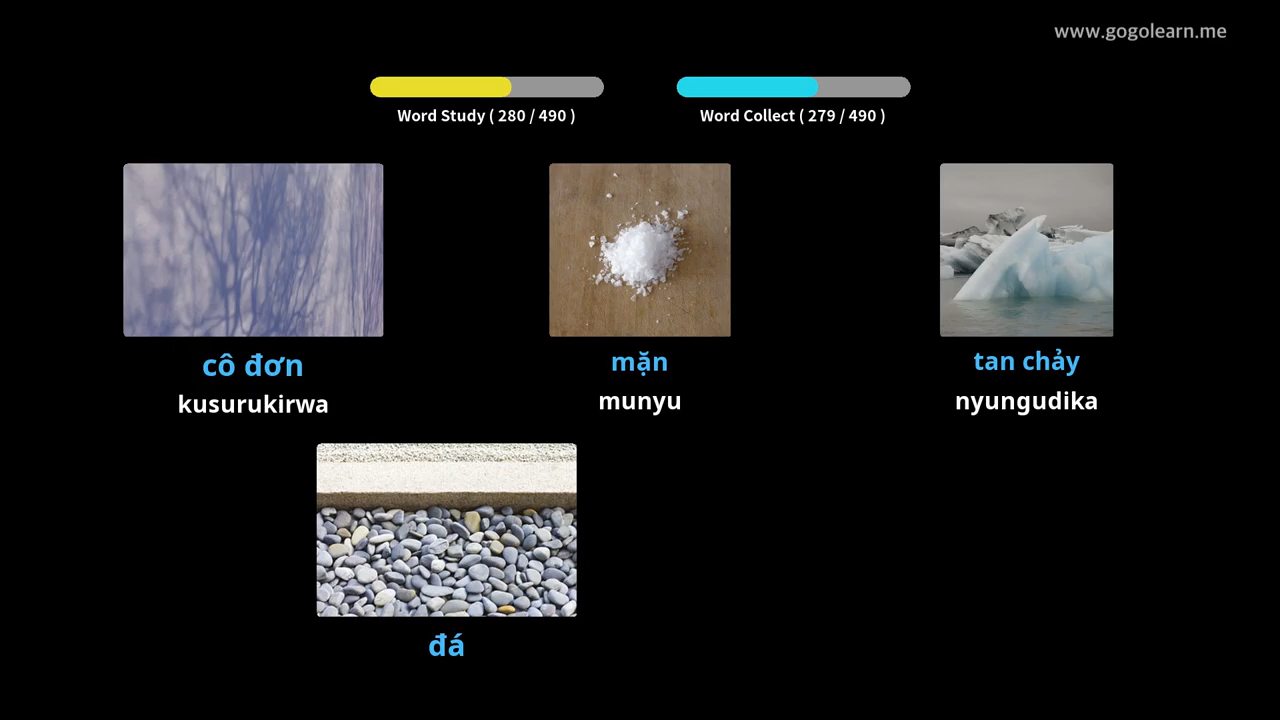 www.gogolearn.me
Word Study ( 280 / 490 )
Word Collect ( 279 / 490 )
cô đơn
kusurukirwa
mặn
munyu
tan chảy
nyungudika
đá